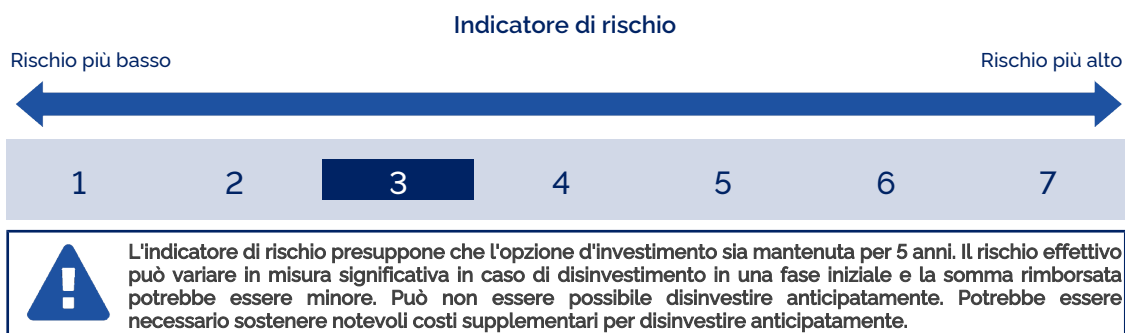 Indicatore di rischio
Rischio più basso
Rischio più alto
1 2 3 4 5 6 7
L'indicatore di rischio presuppone che l'opzione d'investimento sia mantenuta per 5 anni. Il rischio effettivo
può variare in misura significativa in caso di disinvestimento in una fase iniziale e la somma rimborsata
potrebbe essere minore. Può non essere possibile disinvestire anticipatamente. Potrebbe essere
necessario sostenere notevoli costi supplementari per disinvestire anticipatamente.